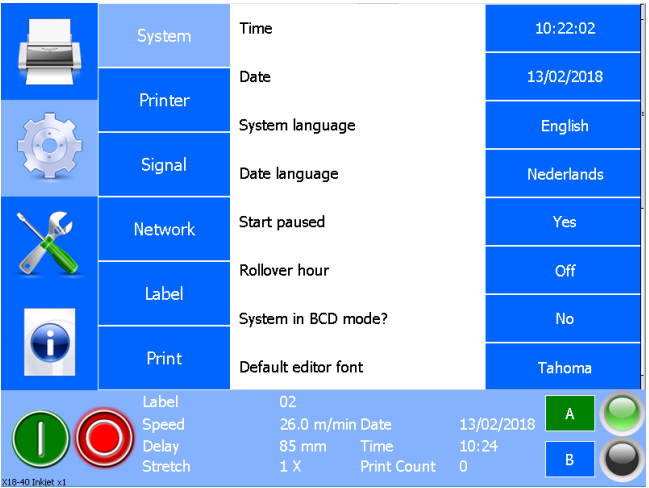 System
Printer
Signal
Network
Label
Print
Time 10:22:02
Date 13/02/2018
System language English
Date language Nederlands
Start paused Yes
Rollover hour Off
System in BCD mode? No
Default editor font Tahoma
Label 02
Speed 26.0 m/min Date 13/02/2018
Delay 85 mm Time 10:24
Stretch 1 X Print Count 0
A
B
X18-40 Inkjet x1